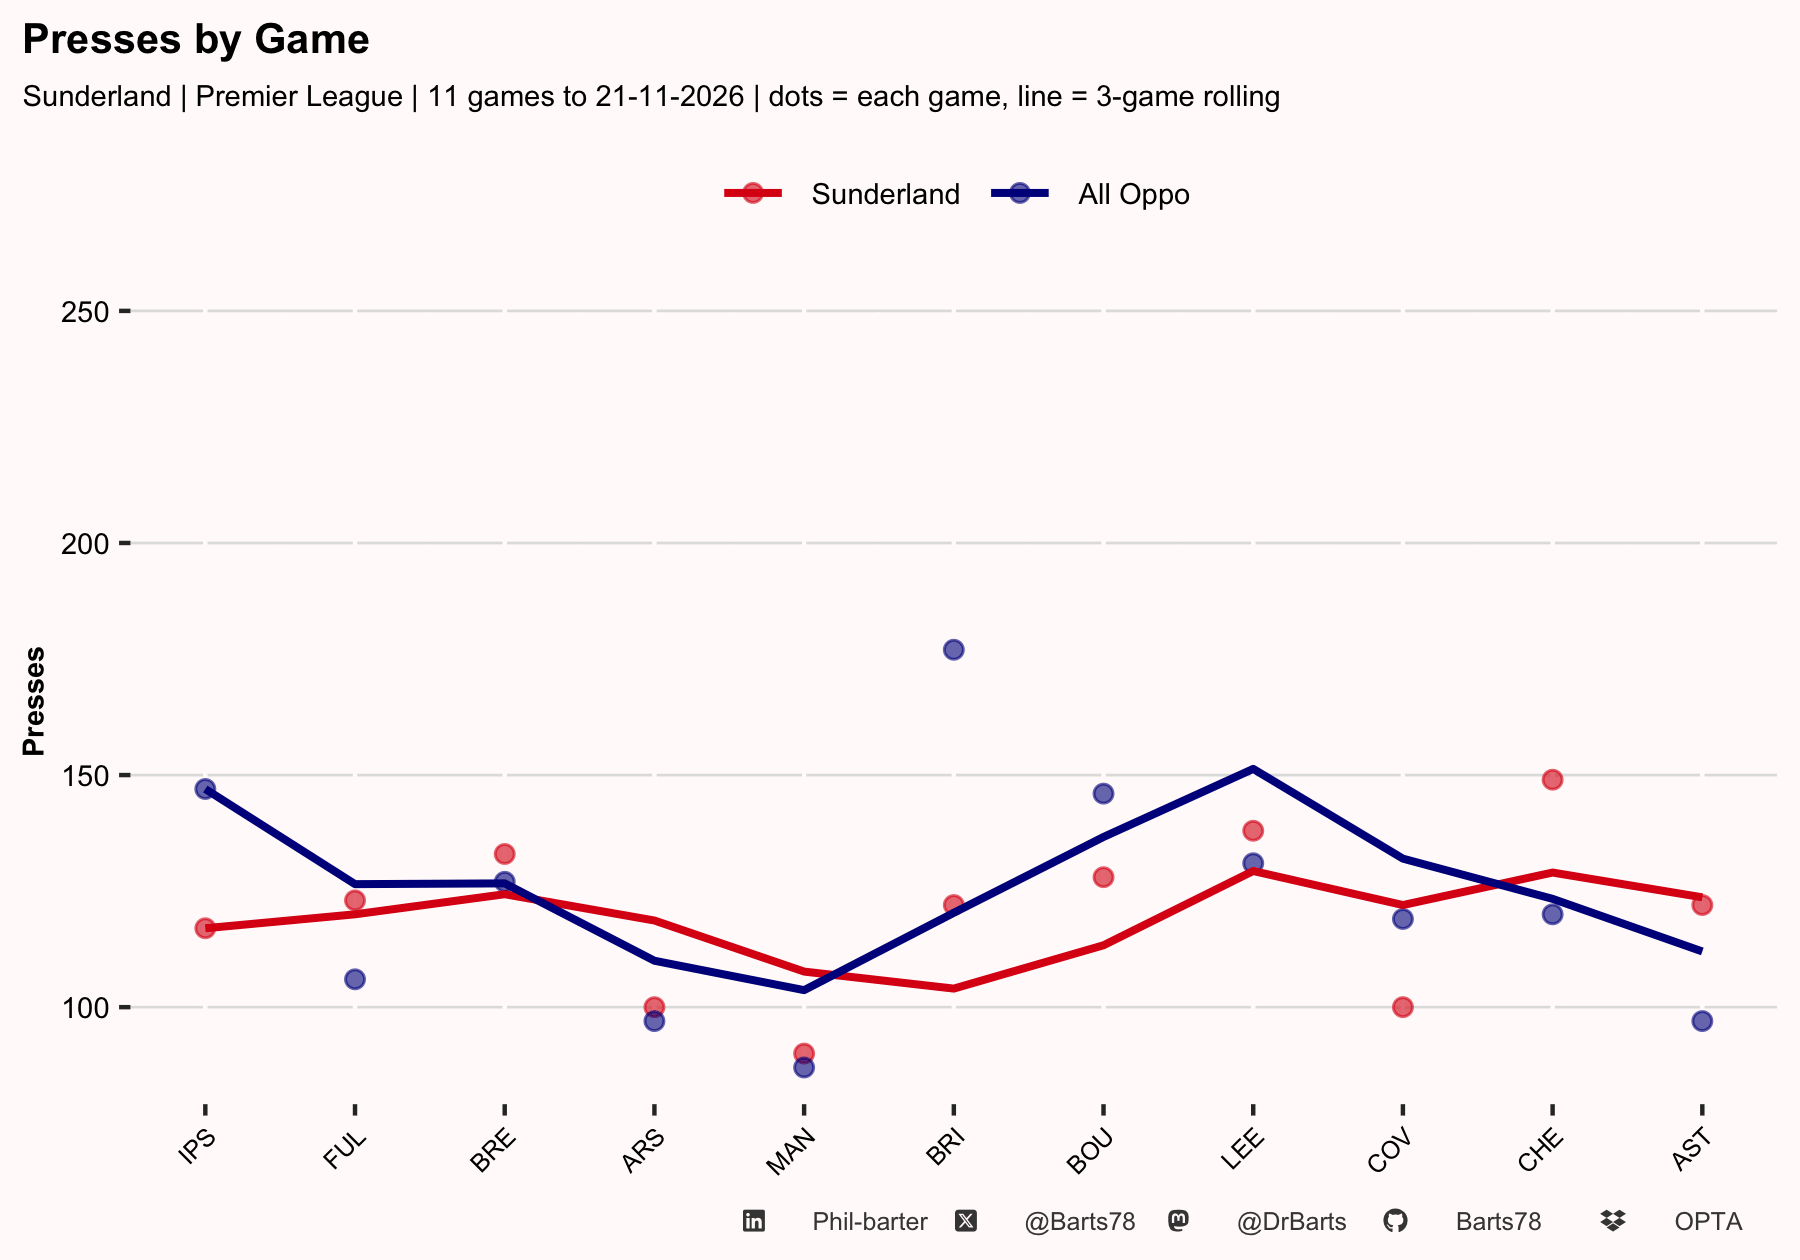 Presses by Game
Sunderland | Premier League | 11 games to 21-11-2026 | dots = each game, line = 3-game rolling
Sunderland All Oppo
250
200
150
100
Presses
IPS FUL BRE ARS MAN BRI BOU LEE COV CHE AST
Phil-barter @Barts78 @DrBarts Barts78 OPTA